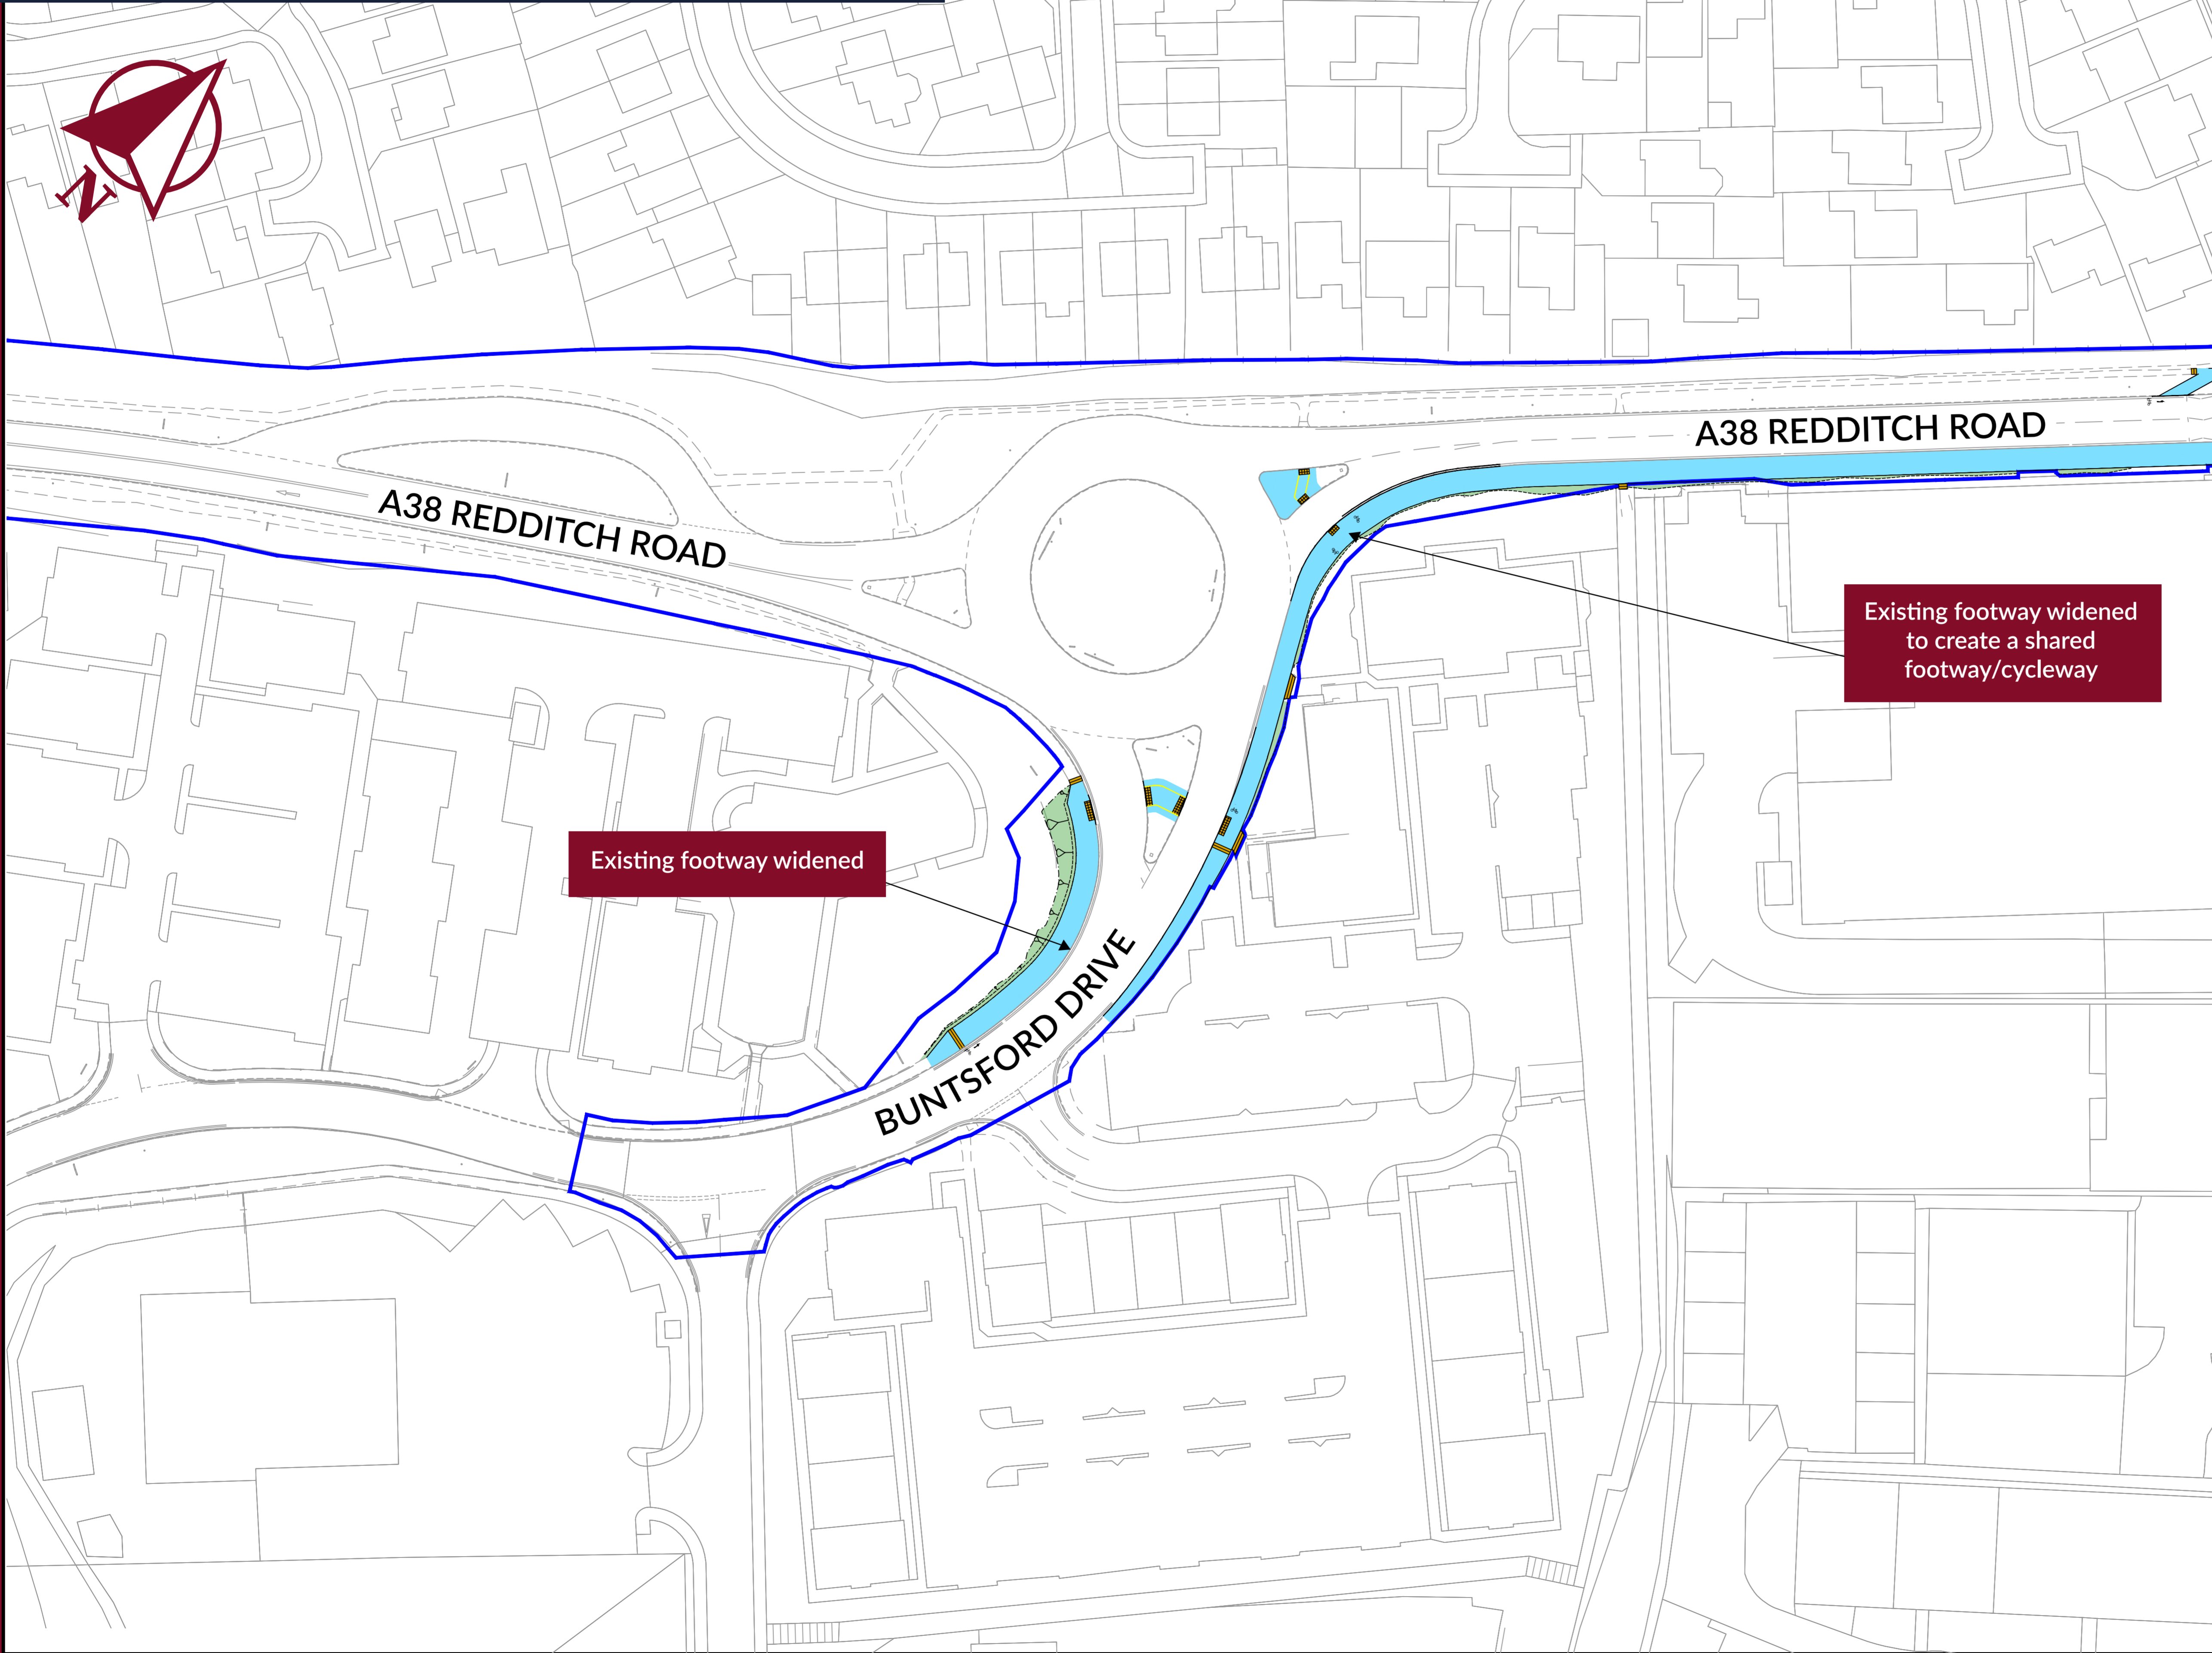 N
A38 REDDITCH ROAD
A38 REDDITCH ROAD
Existing footway widened
to create a shared
footway/cycleway
Existing footway widened
BUNTSFORD DRIVE